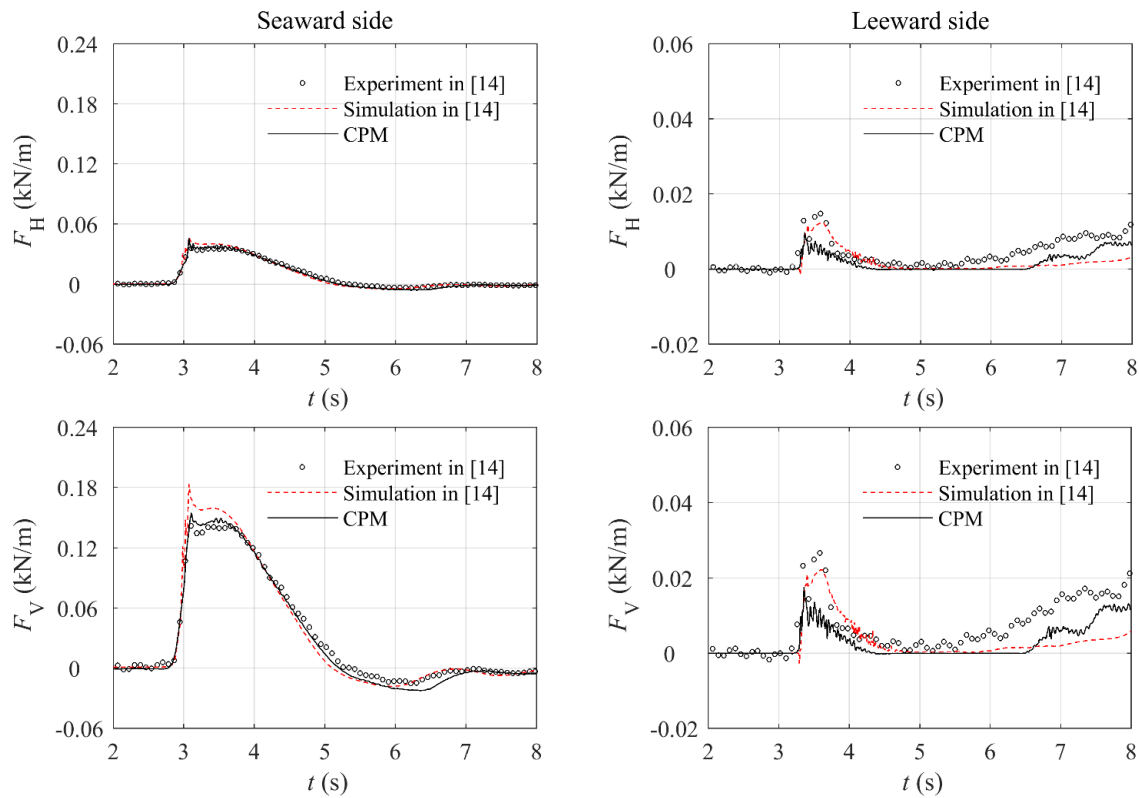 Seaward side
0.24
0.18
0.12
0.06
0
-0.06
F_H (kN/m)
Experiment in [14]
Simulation in [14]
CPM
2 3 4 5 6 7 8
t (s)
Leeward side
0.06
0.04
0.02
0
-0.02
F_H (kN/m)
Experiment in [14]
Simulation in [14]
CPM
2 3 4 5 6 7 8
t (s)
0.24
0.18
0.12
0.06
0
-0.06
F_V (kN/m)
Experiment in [14]
Simulation in [14]
CPM
2 3 4 5 6 7 8
t (s)
0.06
0.04
0.02
0
-0.02
F_V (kN/m)
Experiment in [14]
Simulation in [14]
CPM
2 3 4 5 6 7 8
t (s)